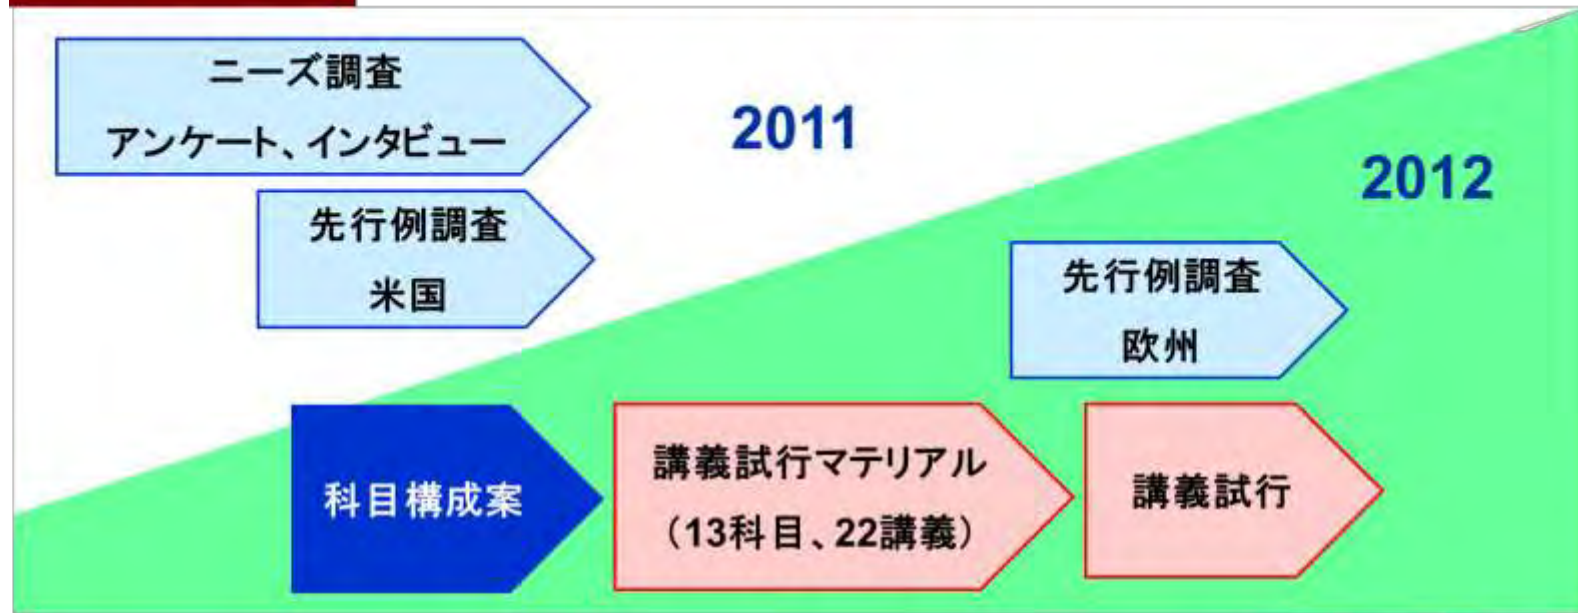 ニーズ調査
アンケート、インタビュー
2011
2012
先行例調査
米国
先行例調査
欧州
科目構成案
講義試行マテリアル
（13科目、22講義）
講義試行